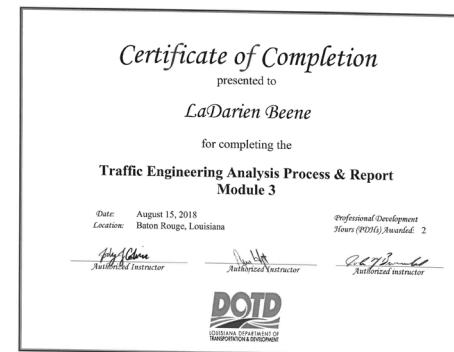 Certificate of Completion
presented to
LaDarien Beene
for completing the
Traffic Engineering Analysis Process & Report
Module 3
Date: August 15, 2018
Location: Baton Rouge, Louisiana
Professional Development
Hours (PDHs) Awarded: 2
Authorized Instructor
Authorized Instructor
Authorized instructor
DOTD
LOUISIANA DEPARTMENT OF
TRANSPORTATION & DEVELOPMENT